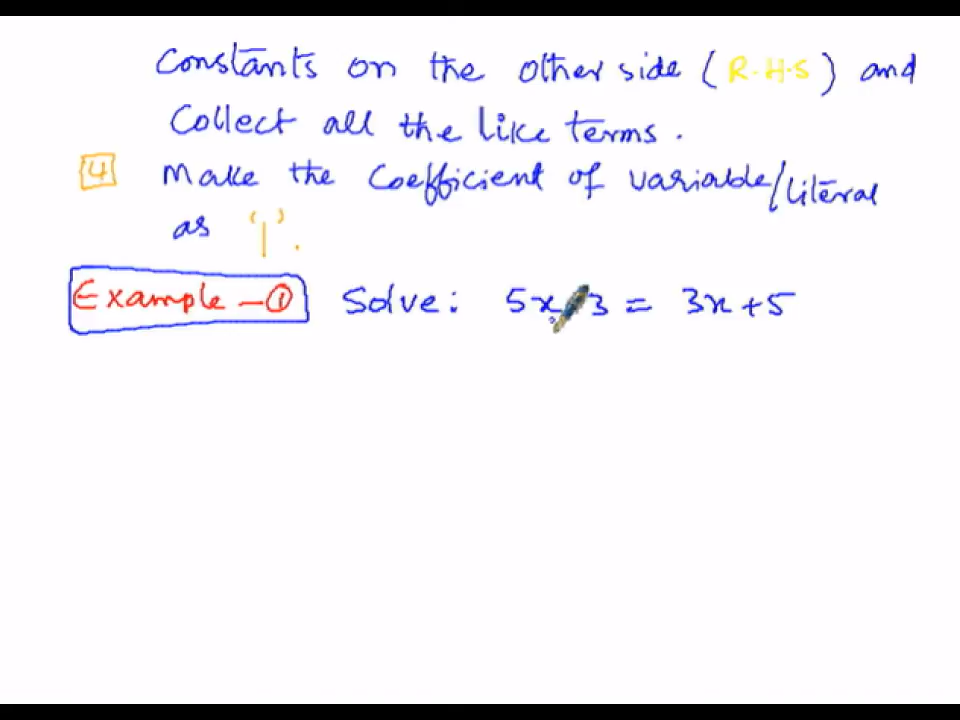 Constants on the other side (R.H.S) and
Collect all the like terms.
4 Make the Coefficient of variable/literal
as '1'.
Example -① Solve: 5x 3 = 3x+5